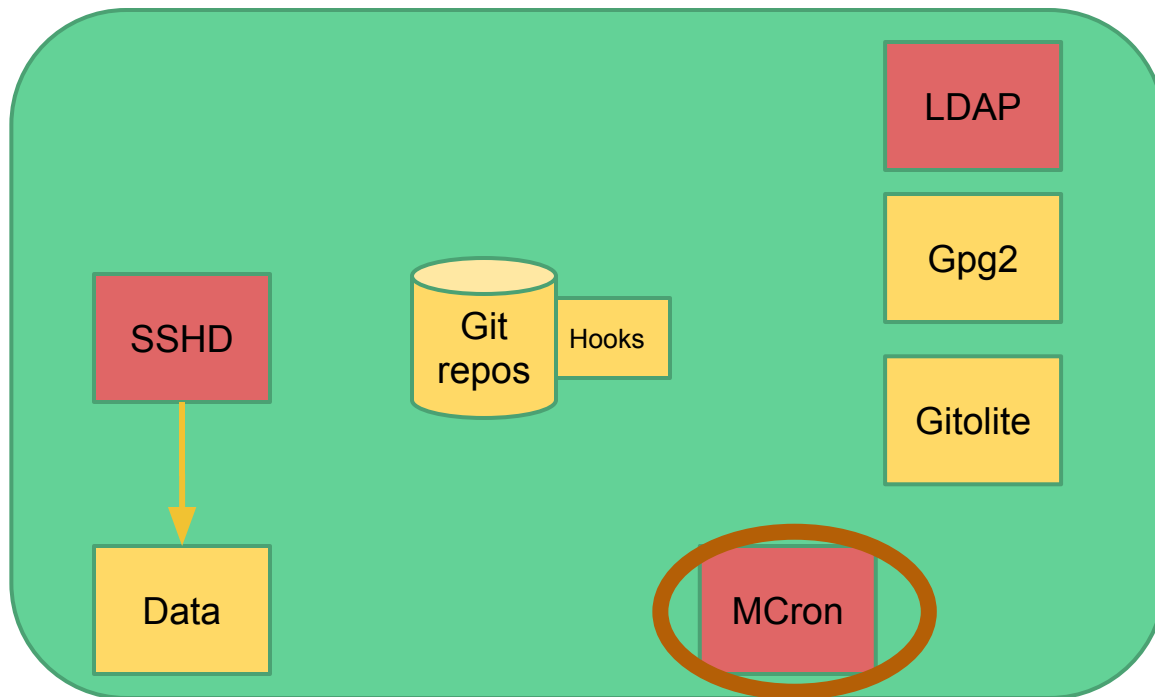 LDAP
Gpg2
SSHD
Git
repos
Hooks
Gitolite
Data
MCron